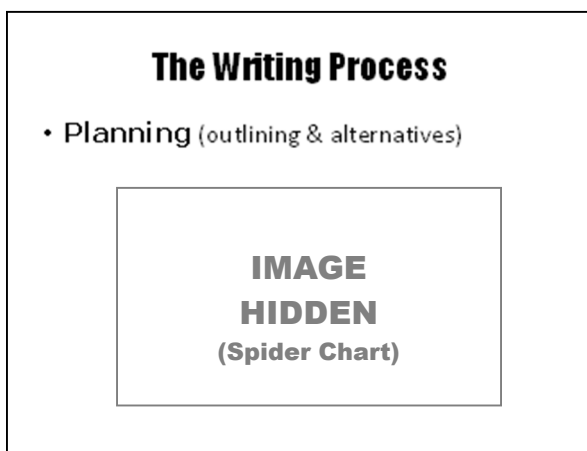 The Writing Process
• Planning (outlining & alternatives)
IMAGE
HIDDEN
(Spider Chart)